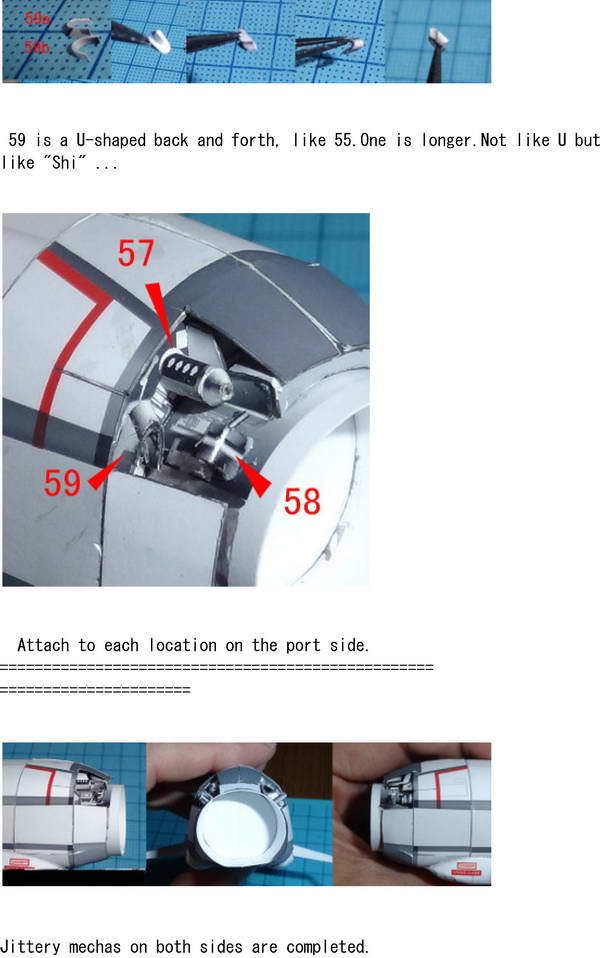 59a
59b
59 is a U-shaped back and forth, like 55.One is longer.Not like U but
like "Shi" ...
57
59
58
Attach to each location on the port side.
==================================================
======================
Jittery mechas on both sides are completed.